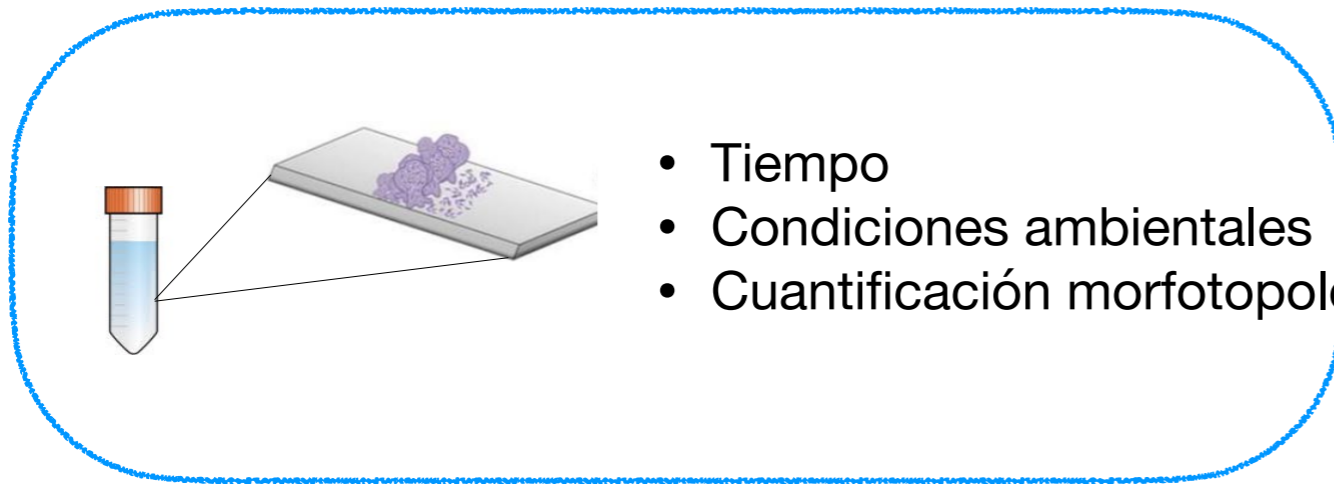 • Tiempo
• Condiciones ambientales
• Cuantificación